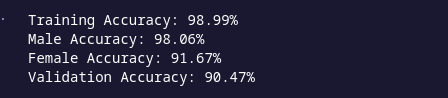 Training Accuracy: 98.99%
Male Accuracy: 98.06%
Female Accuracy: 91.67%
Validation Accuracy: 90.47%